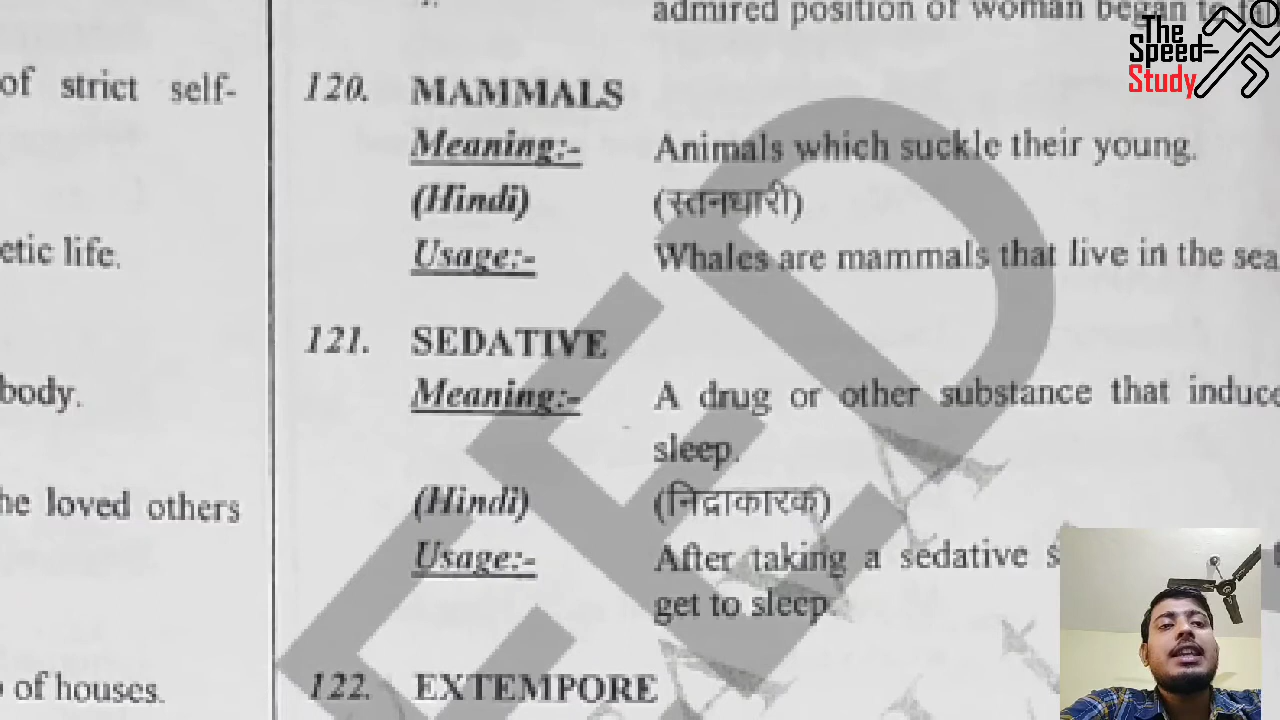 admired position of woman began to
The
Speed
Study
of strict self-
etic life.
body.
he loved others
of houses.
120. MAMMALS
Meaning:- Animals which suckle their young.
(Hindi) (स्तनधारी)
Usage:- Whales are mammals that live in the sea
121. SEDATIVE
Meaning:- A drug or other substance that induce
sleep.
(Hindi) (निद्राकारक)
Usage:- After taking a sedative s
get to sleep.
122. EXTEMPORE
EED